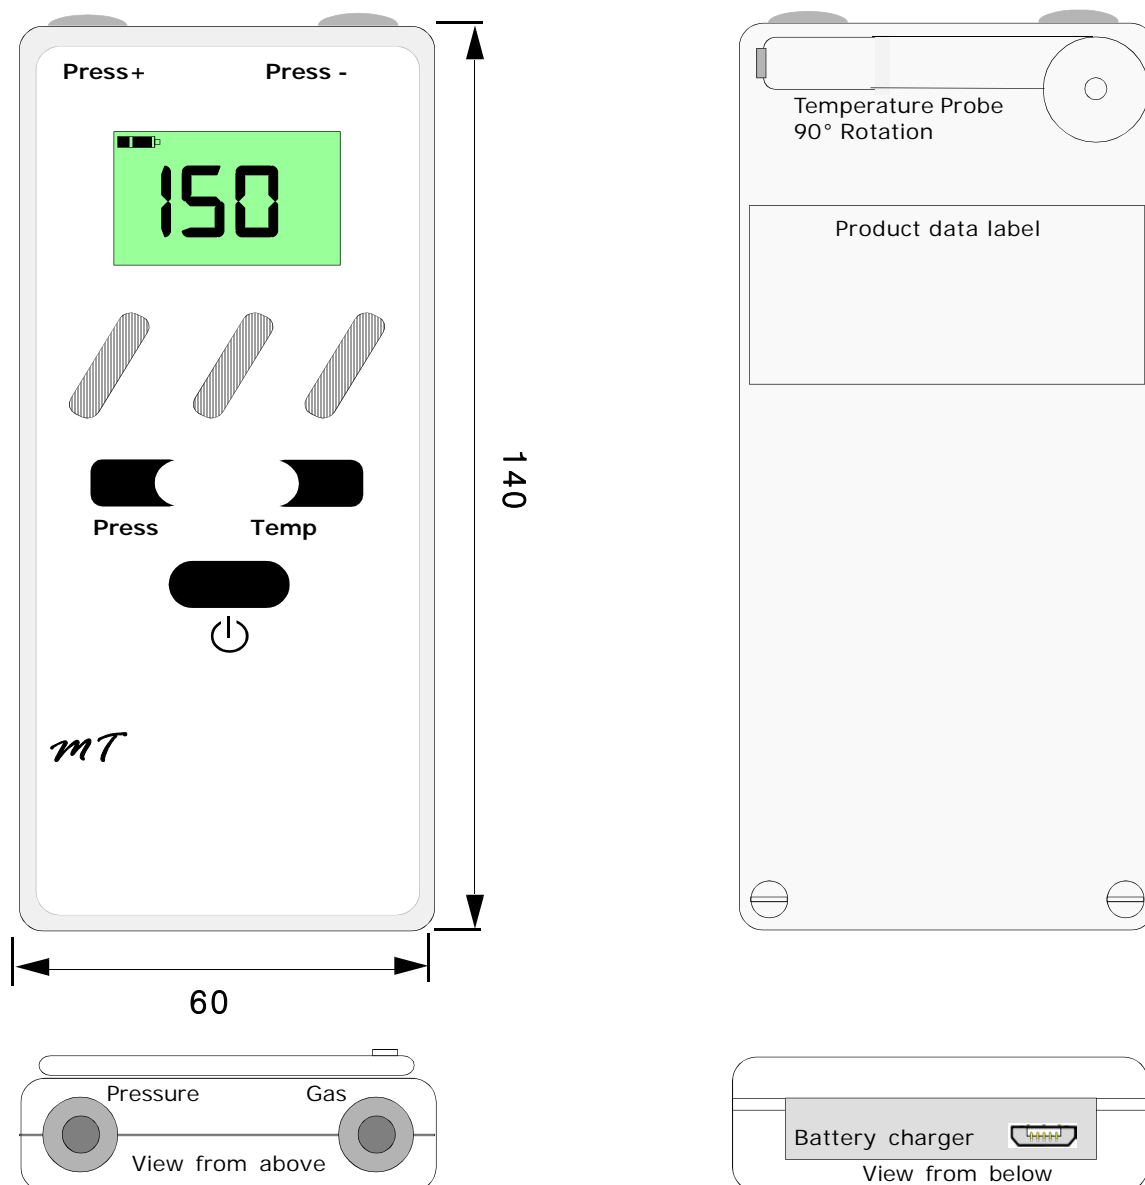 Press+ Press -
150
Press Temp
mT
140
60
Temperature Probe
90° Rotation
Product data label
Pressure Gas
View from above
Battery charger
View from below